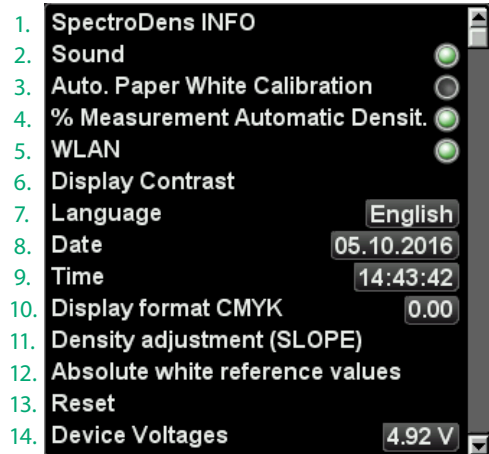 1. SpectroDens INFO
2. Sound
3. Auto. Paper White Calibration
4. % Measurement Automatic Densit.
5. WLAN
6. Display Contrast
7. Language English
8. Date 05.10.2016
9. Time 14:43:42
10. Display format CMYK 0.00
11. Density adjustment (SLOPE)
12. Absolute white reference values
13. Reset
14. Device Voltages 4.92 V